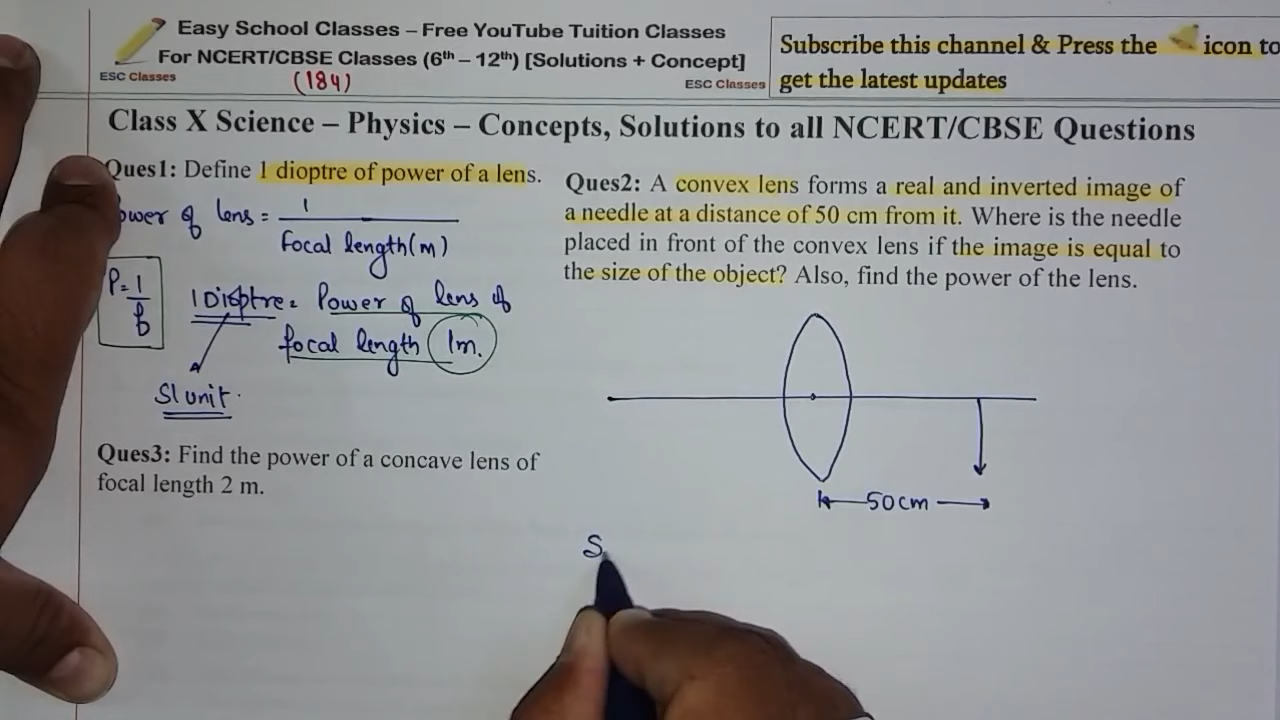 Easy School Classes – Free YouTube Tuition Classes
For NCERT/CBSE Classes (6th – 12th) [Solutions + Concept]
ESC Classes
(184)
ESC Classes
Subscribe this channel & Press the icon to
get the latest updates
Class X Science – Physics – Concepts, Solutions to all NCERT/CBSE Questions
Ques1: Define 1 dioptre of power of a lens.
Power of lens = 1
Focal length(m)
P = 1
f
1 Dioptre = Power of lens of
focal length 1m.
SI unit.
Ques3: Find the power of a concave lens of
focal length 2 m.
Ques2: A convex lens forms a real and inverted image of
a needle at a distance of 50 cm from it. Where is the needle
placed in front of the convex lens if the image is equal to
the size of the object? Also, find the power of the lens.
50cm
S